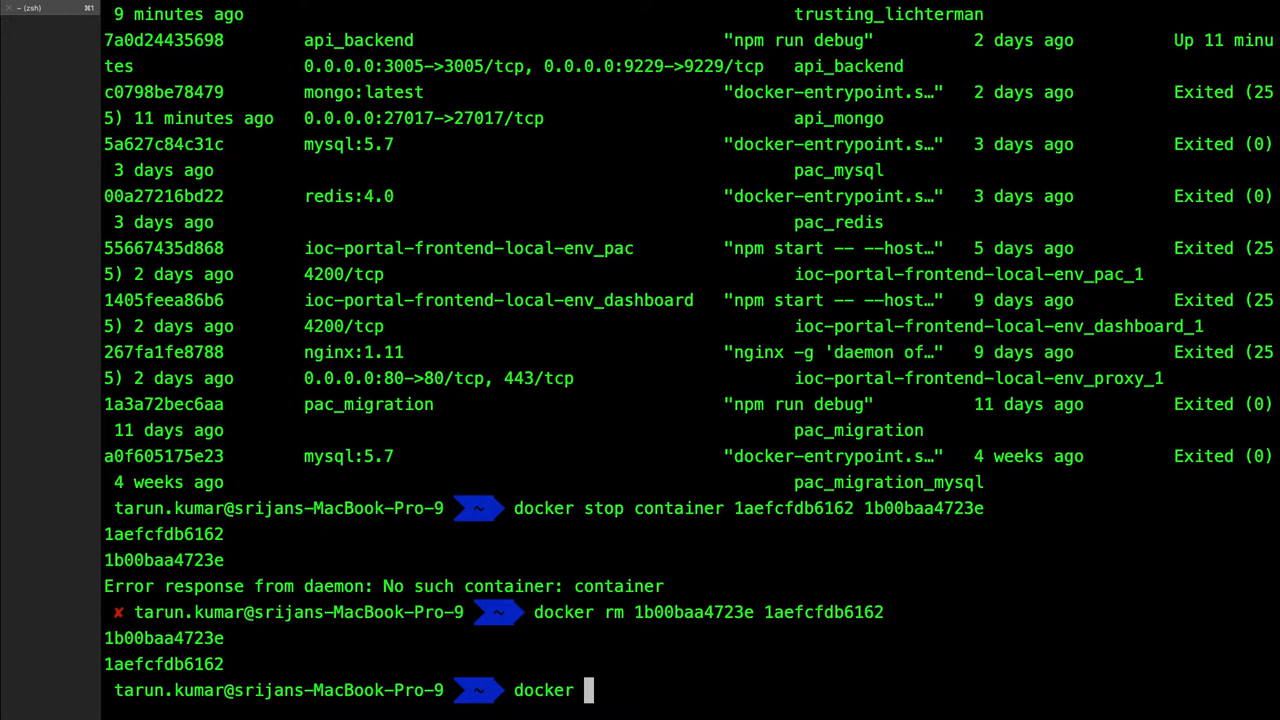 ~ (zsh) ⌘1
9 minutes ago trusting_lichterman
7a0d24435698 api_backend "npm run debug" 2 days ago Up 11 minu
tes 0.0.0.0:3005->3005/tcp, 0.0.0.0:9229->9229/tcp api_backend
c0798be78479 mongo:latest "docker-entrypoint.s…" 2 days ago Exited (25
5) 11 minutes ago 0.0.0.0:27017->27017/tcp api_mongo
5a627c84c31c mysql:5.7 "docker-entrypoint.s…" 3 days ago Exited (0)
3 days ago pac_mysql
00a27216bd22 redis:4.0 "docker-entrypoint.s…" 3 days ago Exited (0)
3 days ago pac_redis
55667435d868 ioc-portal-frontend-local-env_pac "npm start -- --host…" 5 days ago Exited (25
5) 2 days ago 4200/tcp ioc-portal-frontend-local-env_pac_1
1405feea86b6 ioc-portal-frontend-local-env_dashboard "npm start -- --host…" 9 days ago Exited (25
5) 2 days ago 4200/tcp ioc-portal-frontend-local-env_dashboard_1
267fa1fe8788 nginx:1.11 "nginx -g 'daemon of…" 9 days ago Exited (25
5) 2 days ago 0.0.0.0:80->80/tcp, 443/tcp ioc-portal-frontend-local-env_proxy_1
1a3a72bec6aa pac_migration "npm run debug" 11 days ago Exited (0)
11 days ago pac_migration
a0f605175e23 mysql:5.7 "docker-entrypoint.s…" 4 weeks ago Exited (0)
4 weeks ago pac_migration_mysql
tarun.kumar@srijans-MacBook-Pro-9 ~ docker stop container 1aefcfdb6162 1b00baa4723e
1aefcfdb6162
1b00baa4723e
Error response from daemon: No such container: container
✘ tarun.kumar@srijans-MacBook-Pro-9 ~ docker rm 1b00baa4723e 1aefcfdb6162
1b00baa4723e
1aefcfdb6162
tarun.kumar@srijans-MacBook-Pro-9 ~ docker